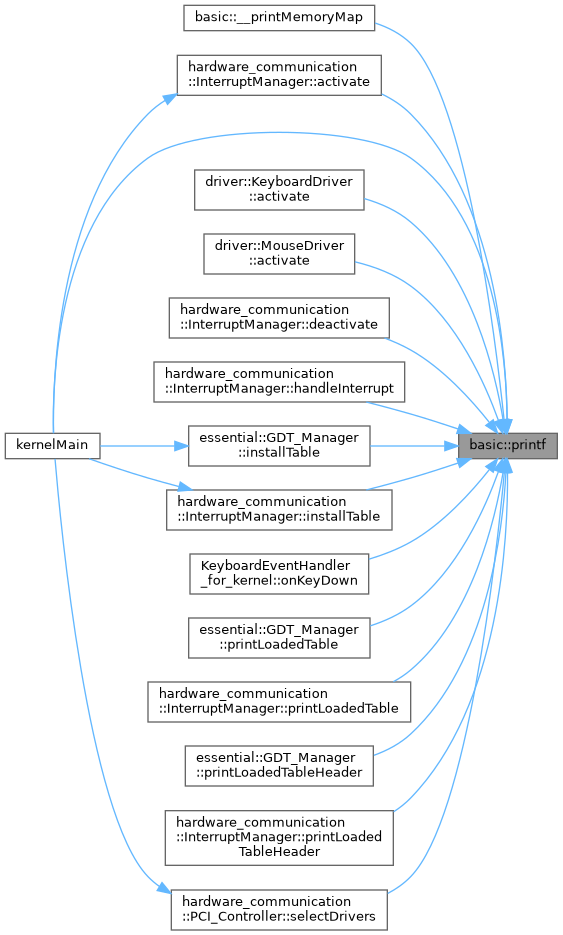 basic::__printMemoryMap
hardware_communication
::InterruptManager::activate
driver::KeyboardDriver
::activate
driver::MouseDriver
::activate
hardware_communication
::InterruptManager::deactivate
hardware_communication
::InterruptManager::handleInterrupt
kernelMain
essential::GDT_Manager
::installTable
basic::printf
hardware_communication
::InterruptManager::installTable
KeyboardEventHandler
_for_kernel::onKeyDown
essential::GDT_Manager
::printLoadedTable
hardware_communication
::InterruptManager::printLoadedTable
essential::GDT_Manager
::printLoadedTableHeader
hardware_communication
::InterruptManager::printLoaded
TableHeader
hardware_communication
::PCI_Controller::selectDrivers